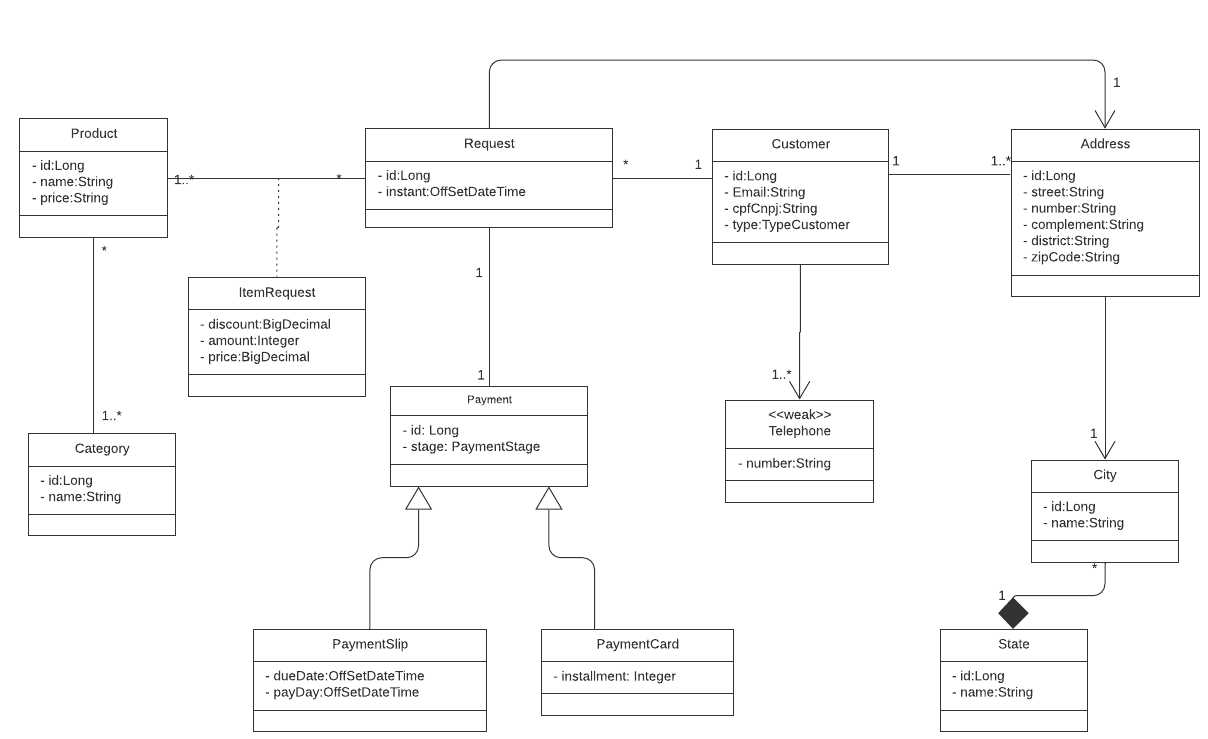 1
Product
- id:Long
- name:String
- price:String
1..*
*
*
Request
- id:Long
- instant:OffSetDateTime
*
1
Customer
- id:Long
- Email:String
- cpfCnpj:String
- type:TypeCustomer
1
1..*
Address
- id:Long
- street:String
- number:String
- complement:String
- district:String
- zipCode:String
ItemRequest
- discount:BigDecimal
- amount:Integer
- price:BigDecimal
1
1
1..*
1..*
1
Payment
- id: Long
- stage: PaymentStage
<<weak>>
Telephone
- number:String
Category
- id:Long
- name:String
City
- id:Long
- name:String
*
1
PaymentSlip
- dueDate:OffSetDateTime
- payDay:OffSetDateTime
PaymentCard
- installment: Integer
State
- id:Long
- name:String